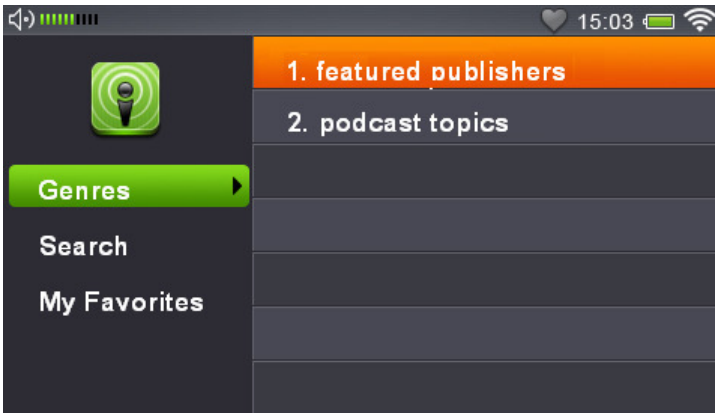 15:03
Genres
Search
My Favorites
1. featured publishers
2. podcast topics